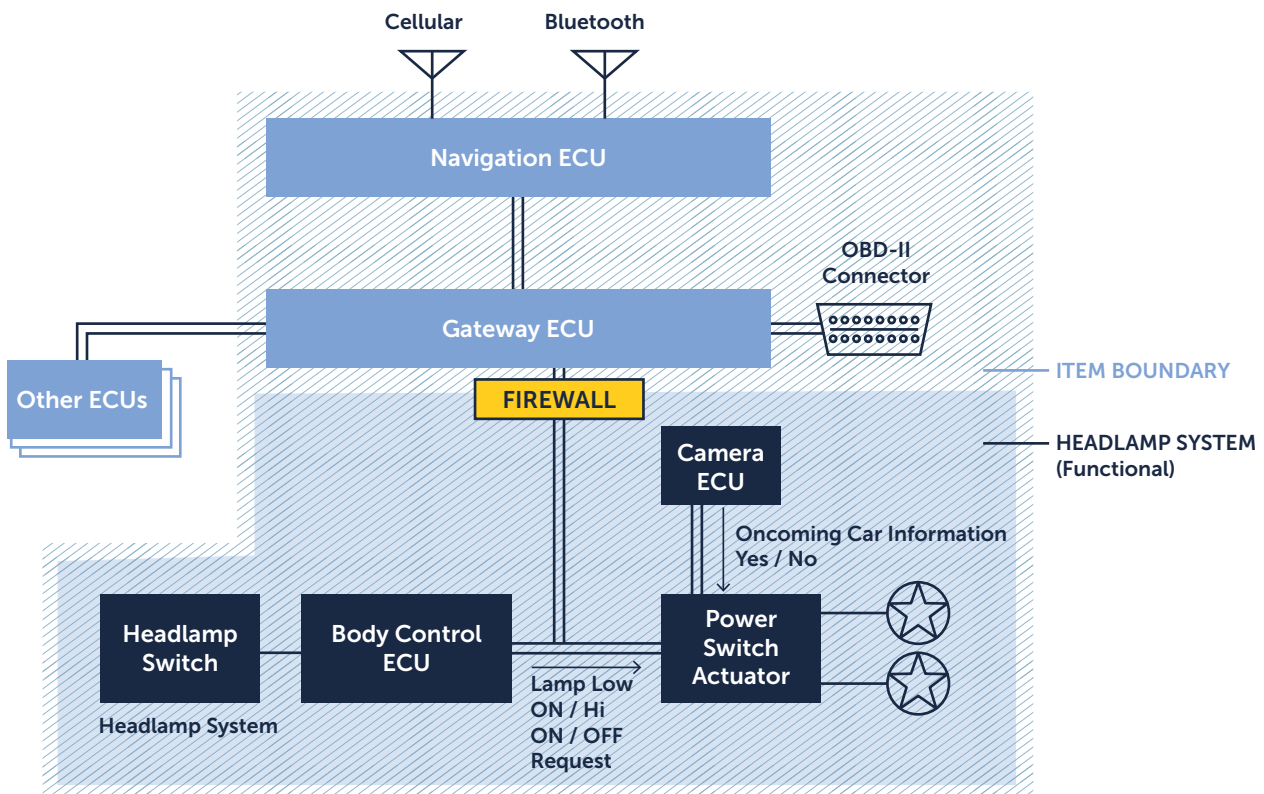 Cellular
Bluetooth
Navigation ECU
OBD-II
Connector
Gateway ECU
Other ECUs
FIREWALL
ITEM BOUNDARY
HEADLAMP SYSTEM
(Functional)
Camera
ECU
Oncoming Car Information
Yes / No
Headlamp
Switch
Body Control
ECU
Power
Switch
Actuator
Lamp Low
ON / Hi
ON / OFF
Request
Headlamp System